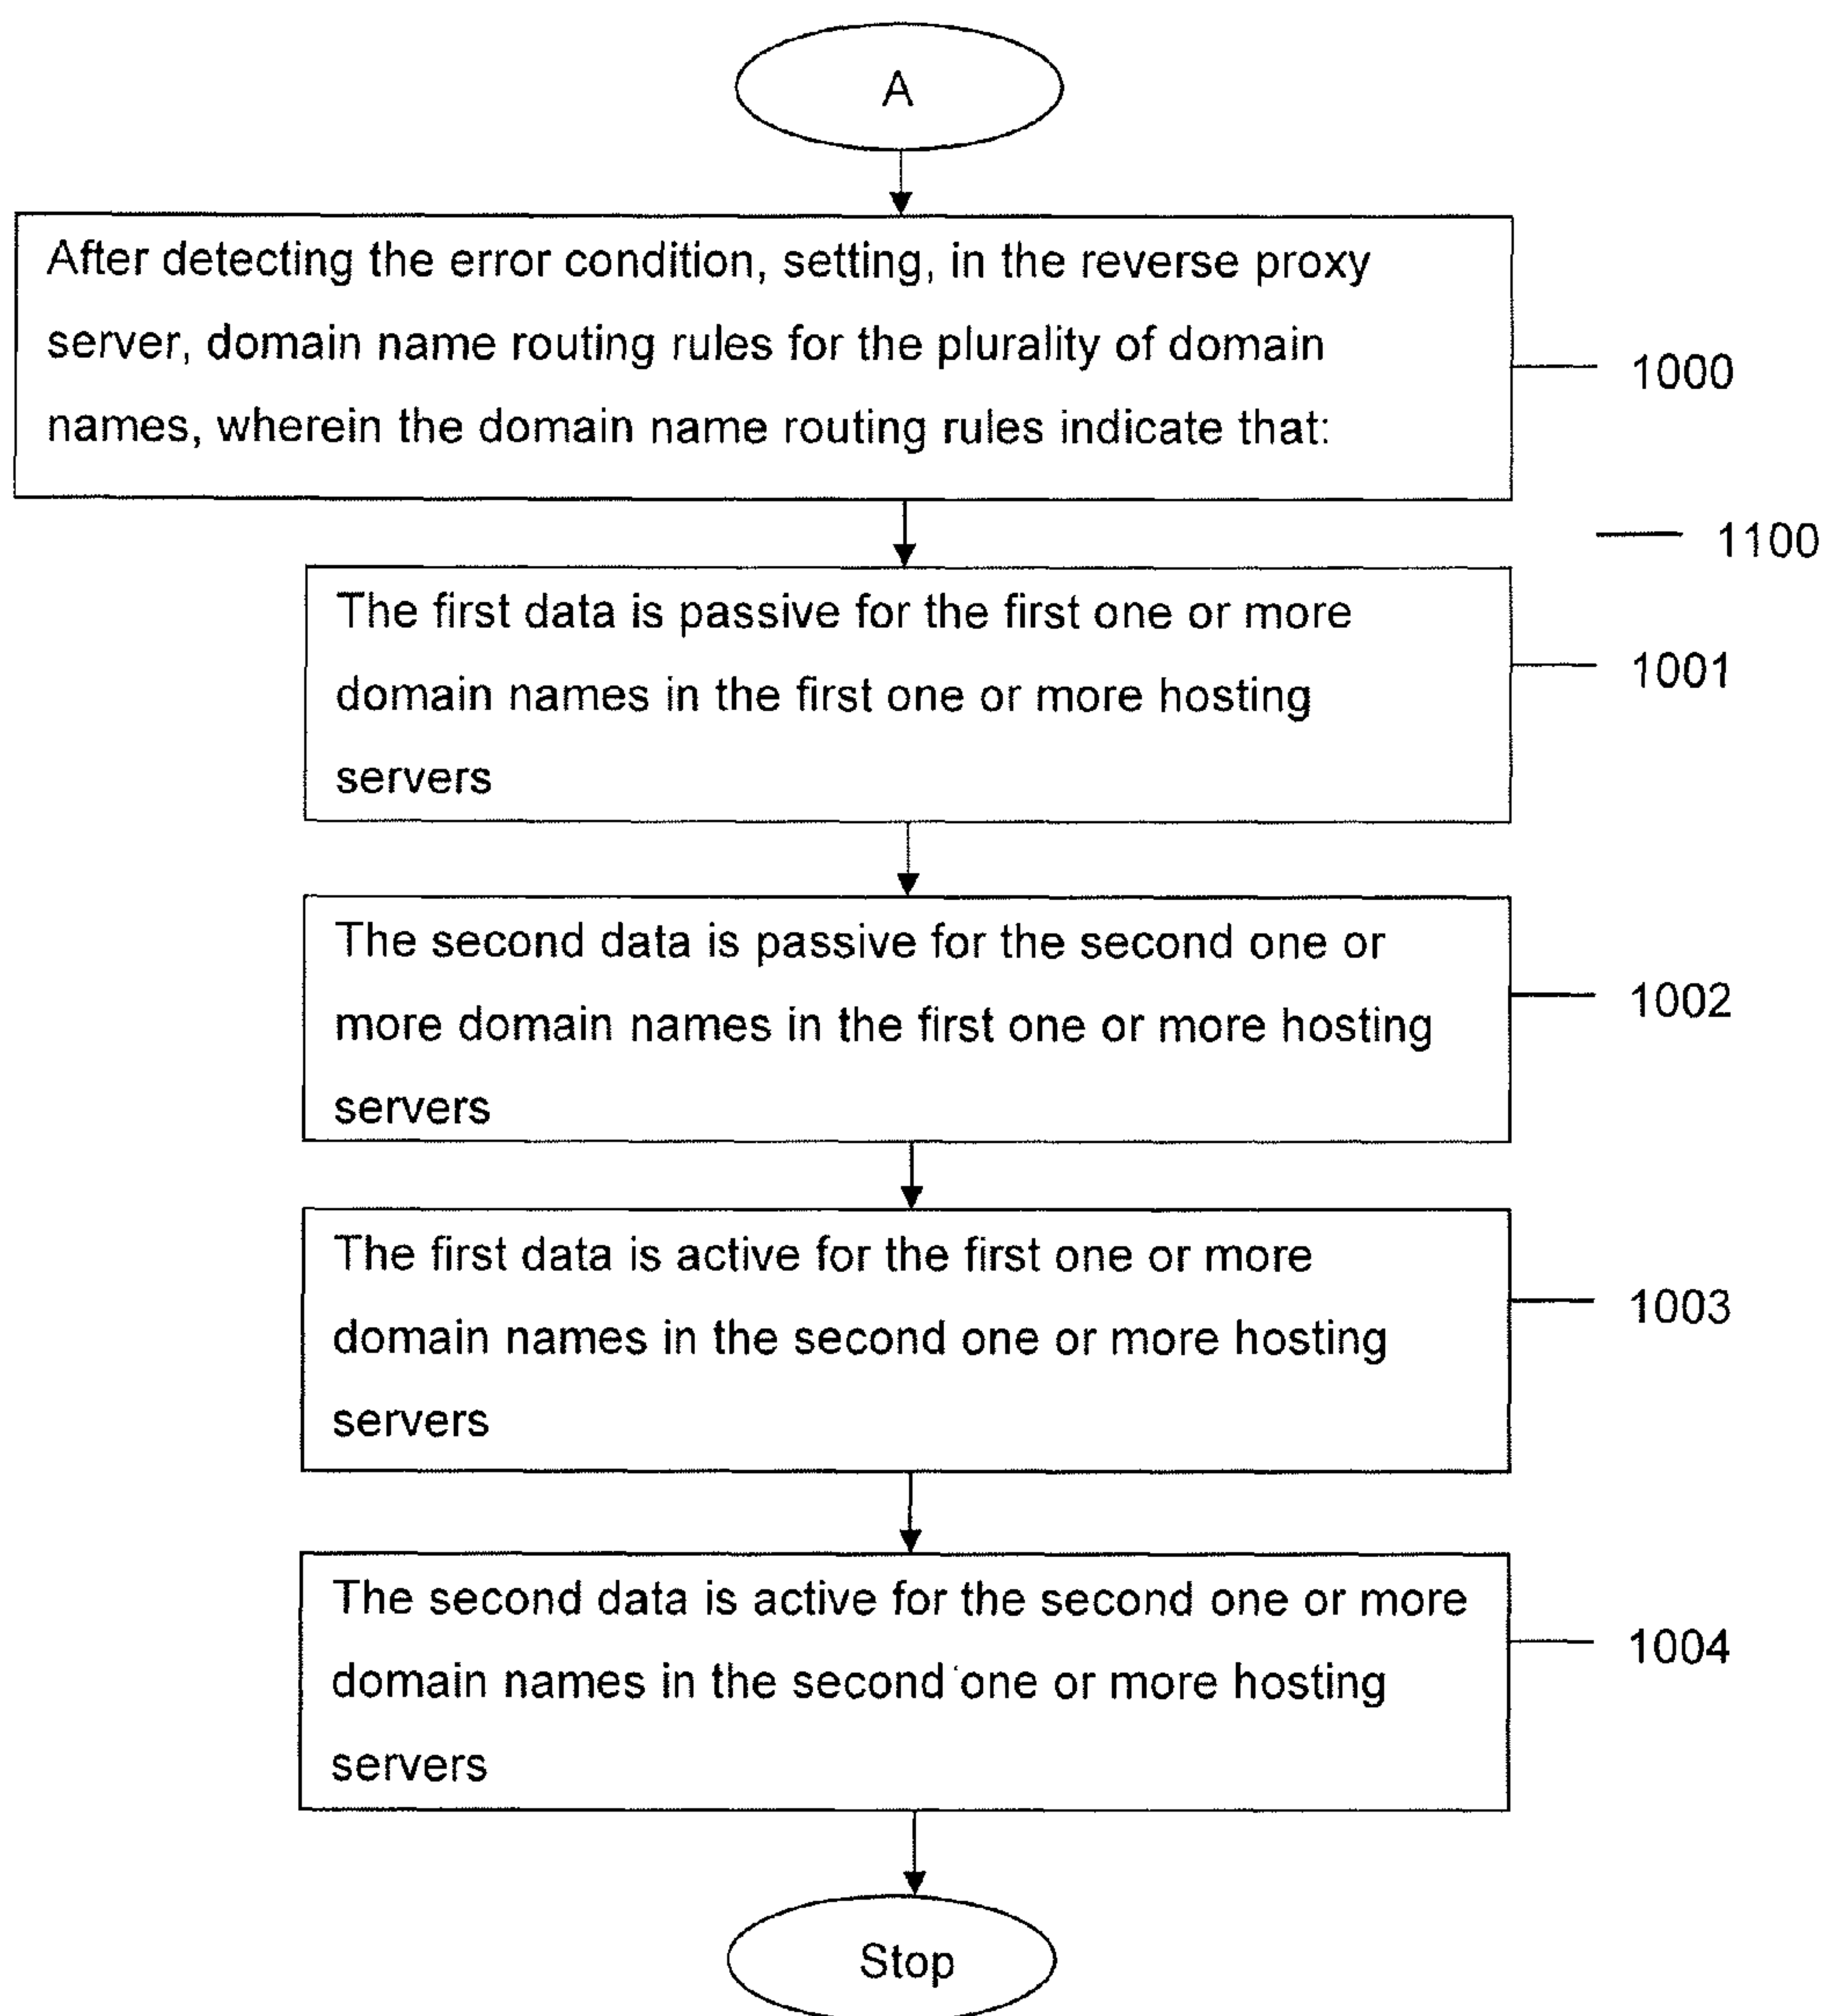 A
After detecting the error condition, setting, in the reverse proxy
server, domain name routing rules for the plurality of domain
names, wherein the domain name routing rules indicate that:
1000
1100
The first data is passive for the first one or more
domain names in the first one or more hosting
servers
1001
The second data is passive for the second one or
more domain names in the first one or more hosting
servers
1002
The first data is active for the first one or more
domain names in the second one or more hosting
servers
1003
The second data is active for the second one or more
domain names in the second one or more hosting
servers
1004
Stop